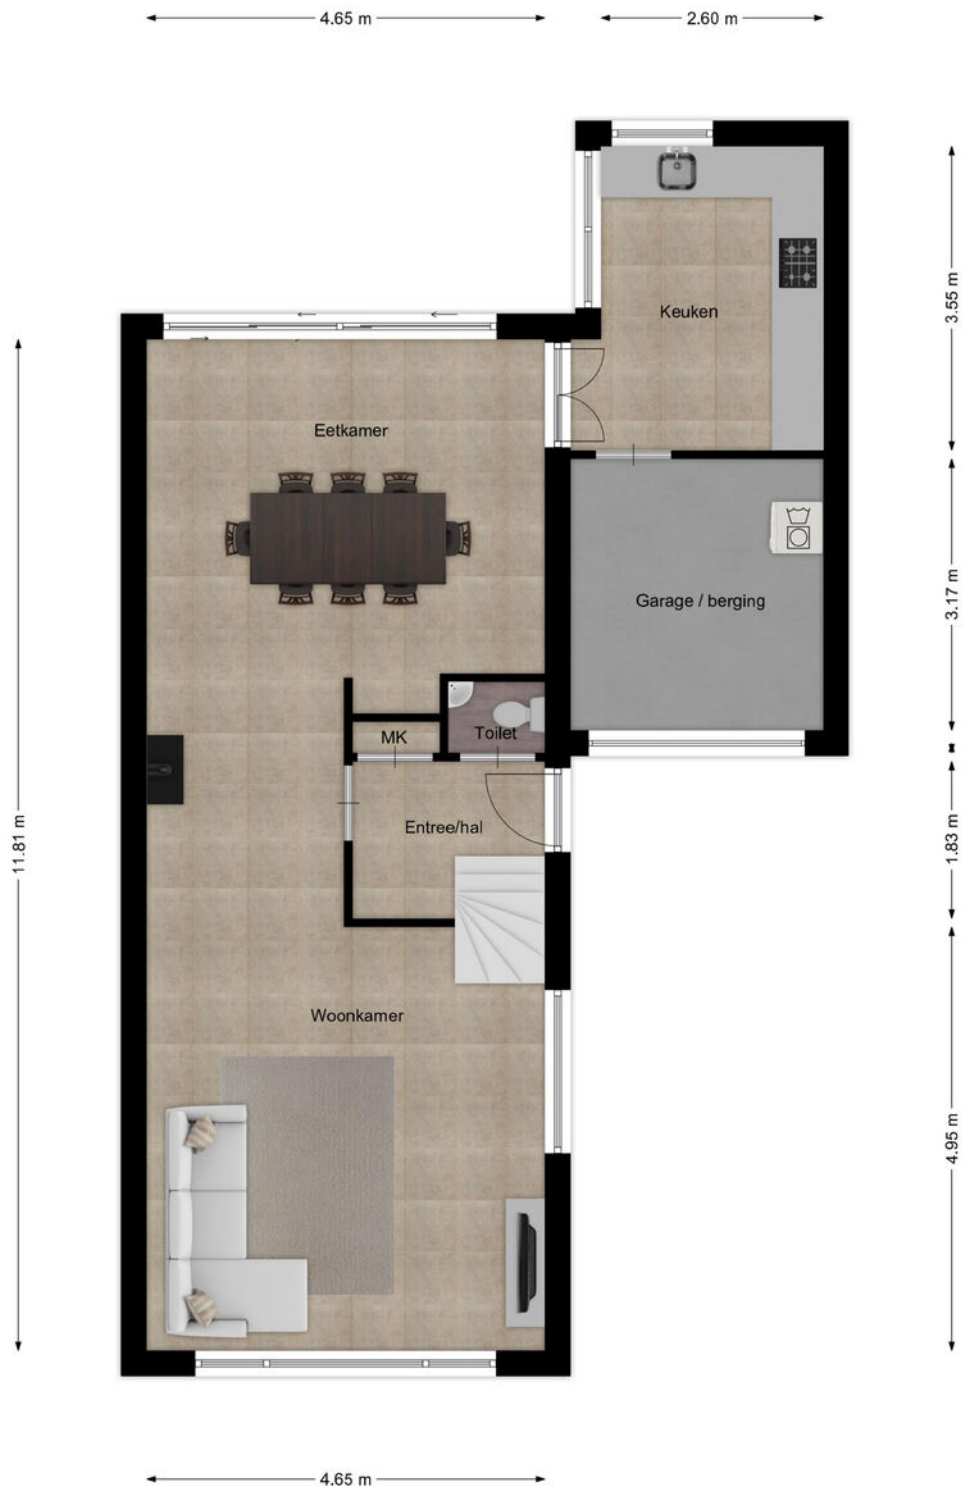 4.65 m
2.60 m
3.55 m
Keuken
Eetkamer
3.17 m
Garage / berging
MK
Toilet
Entree/hal
1.83 m
11.81 m
Woonkamer
4.95 m
4.65 m